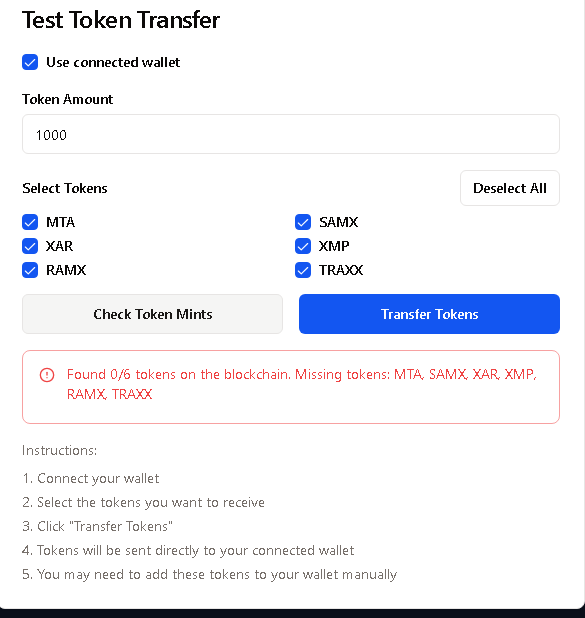 Test Token Transfer
Use connected wallet
Token Amount
1000
Select Tokens
Deselect All
MTA
SAMX
XAR
XMP
RAMX
TRAXX
Check Token Mints
Transfer Tokens
Found 0/6 tokens on the blockchain. Missing tokens: MTA, SAMX, XAR, XMP,
RAMX, TRAXX
Instructions:
1. Connect your wallet
2. Select the tokens you want to receive
3. Click "Transfer Tokens"
4. Tokens will be sent directly to your connected wallet
5. You may need to add these tokens to your wallet manually